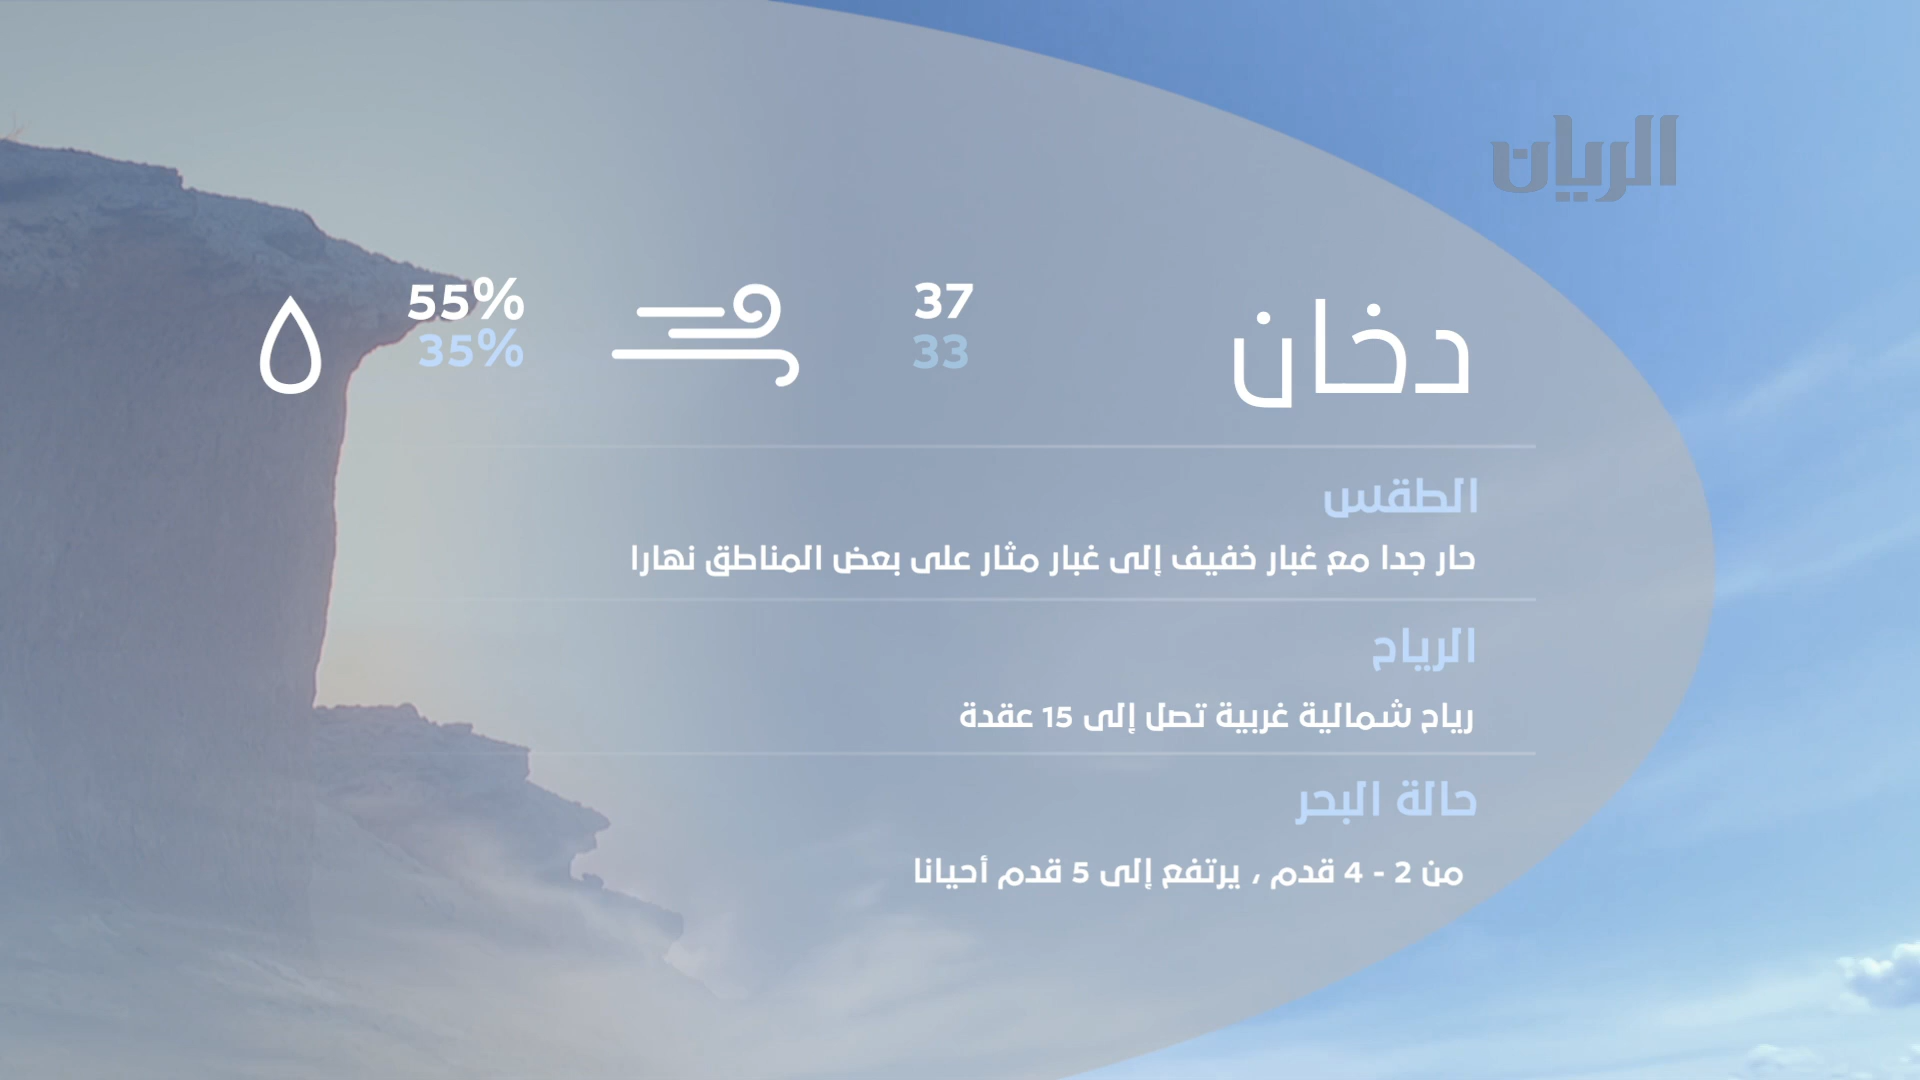 الريان
دخان
37
33
55%
35%
الطقس
حار جدا مع غبار خفيف إلى غبار مثار على بعض المناطق نهارا
الرياح
رياح شمالية غربية تصل إلى 15 عقدة
حالة البحر
من 2 - 4 قدم ، يرتفع إلى 5 قدم أحيانا